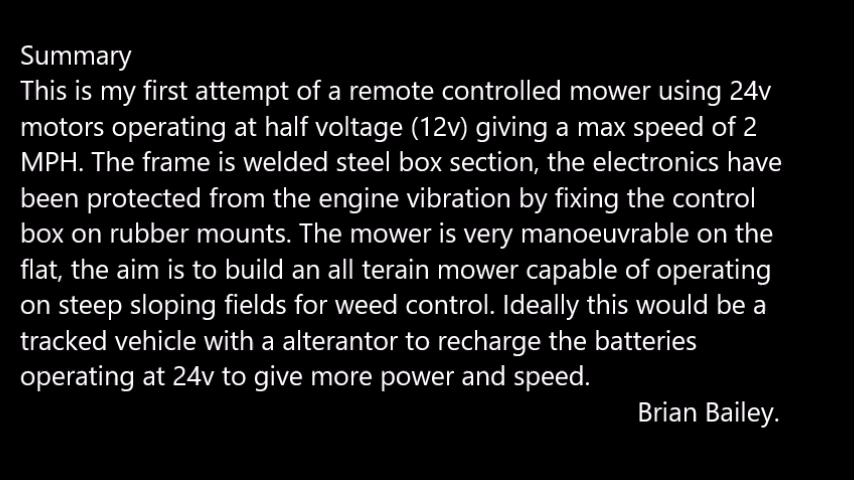 Summary
This is my first attempt of a remote controlled mower using 24v
motors operating at half voltage (12v) giving a max speed of 2
MPH. The frame is welded steel box section, the electronics have
been protected from the engine vibration by fixing the control
box on rubber mounts. The mower is very manoeuvrable on the
flat, the aim is to build an all terain mower capable of operating
on steep sloping fields for weed control. Ideally this would be a
tracked vehicle with a alterantor to recharge the batteries
operating at 24v to give more power and speed.
Brian Bailey.